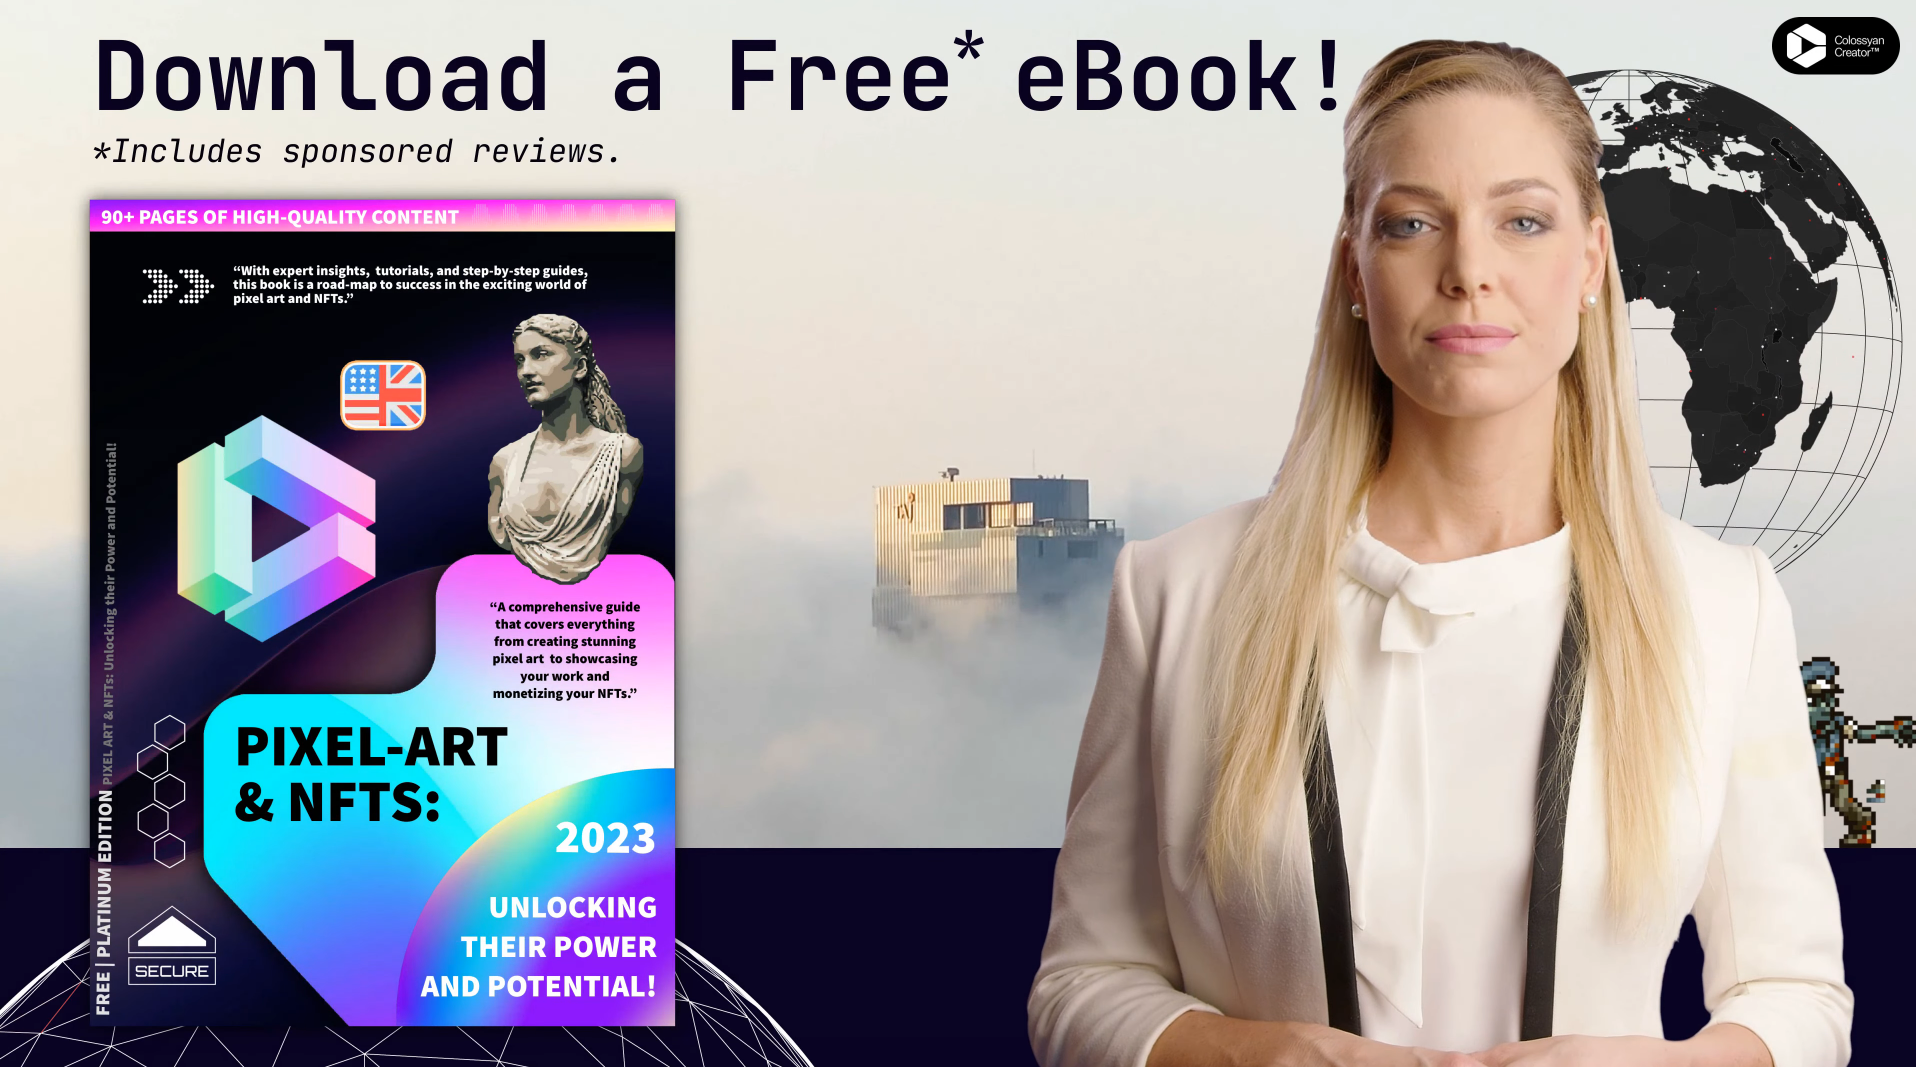 Download a Free* eBook!
*Includes sponsored reviews.
Colossyan
Creator™
90+ PAGES OF HIGH-QUALITY CONTENT
“With expert insights, tutorials, and step-by-step guides,
this book is a road-map to success in the exciting world of
pixel art and NFTs.”
“A comprehensive guide
that covers everything
from creating stunning
pixel art to showcasing
your work and
monetizing your NFTs.”
PIXEL-ART
& NFTS:
2023
UNLOCKING
THEIR POWER
AND POTENTIAL!
SECURE
FREE | PLATINUM EDITION PIXEL ART & NFTs: Unlocking their Power and Potential!